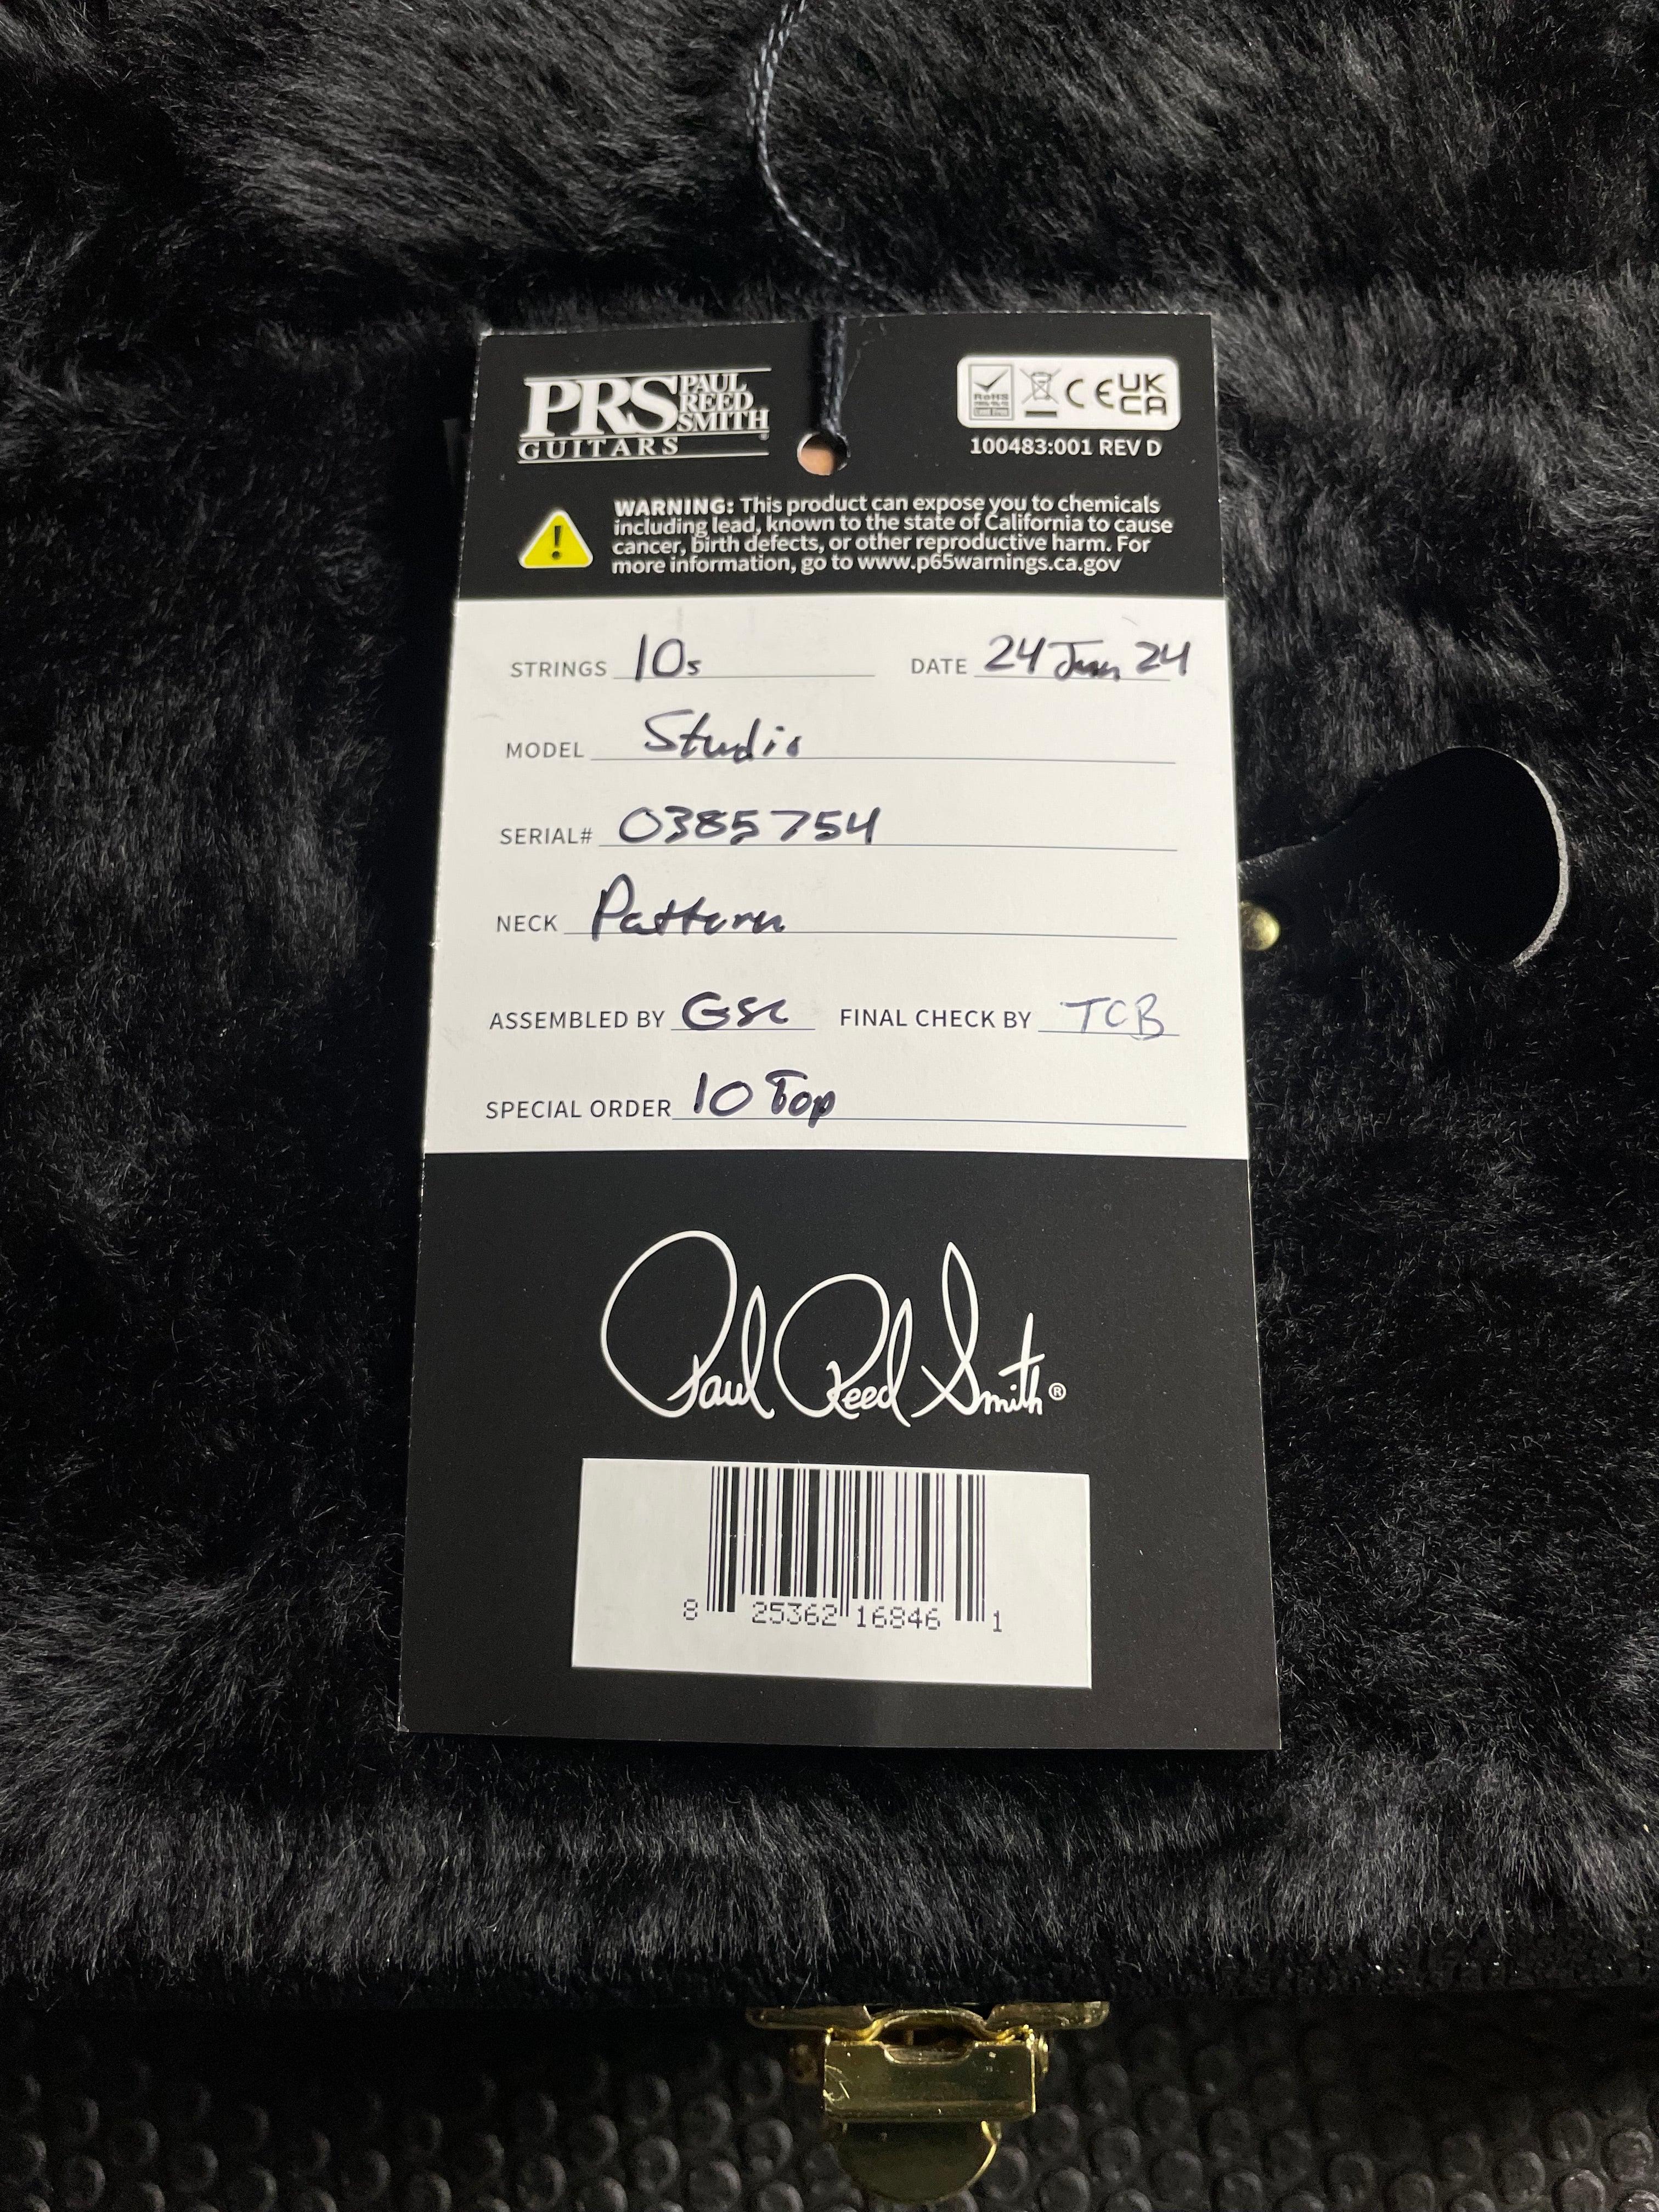 PRS PAUL REED SMITH
GUITARS
RoHS
CE UKCA
100483:001 REV D
WARNING: This product can expose you to chemicals
including lead, known to the state of California to cause
cancer, birth defects, or other reproductive harm. For
more information, go to www.p65warnings.ca.gov
STRINGS 10s DATE 24 Jun 24
MODEL Studio
SERIAL# 0385754
NECK Pattern
ASSEMBLED BY GSC FINAL CHECK BY TCB
SPECIAL ORDER 10 Top
Paul Reed Smith®
8 25362 16846 1